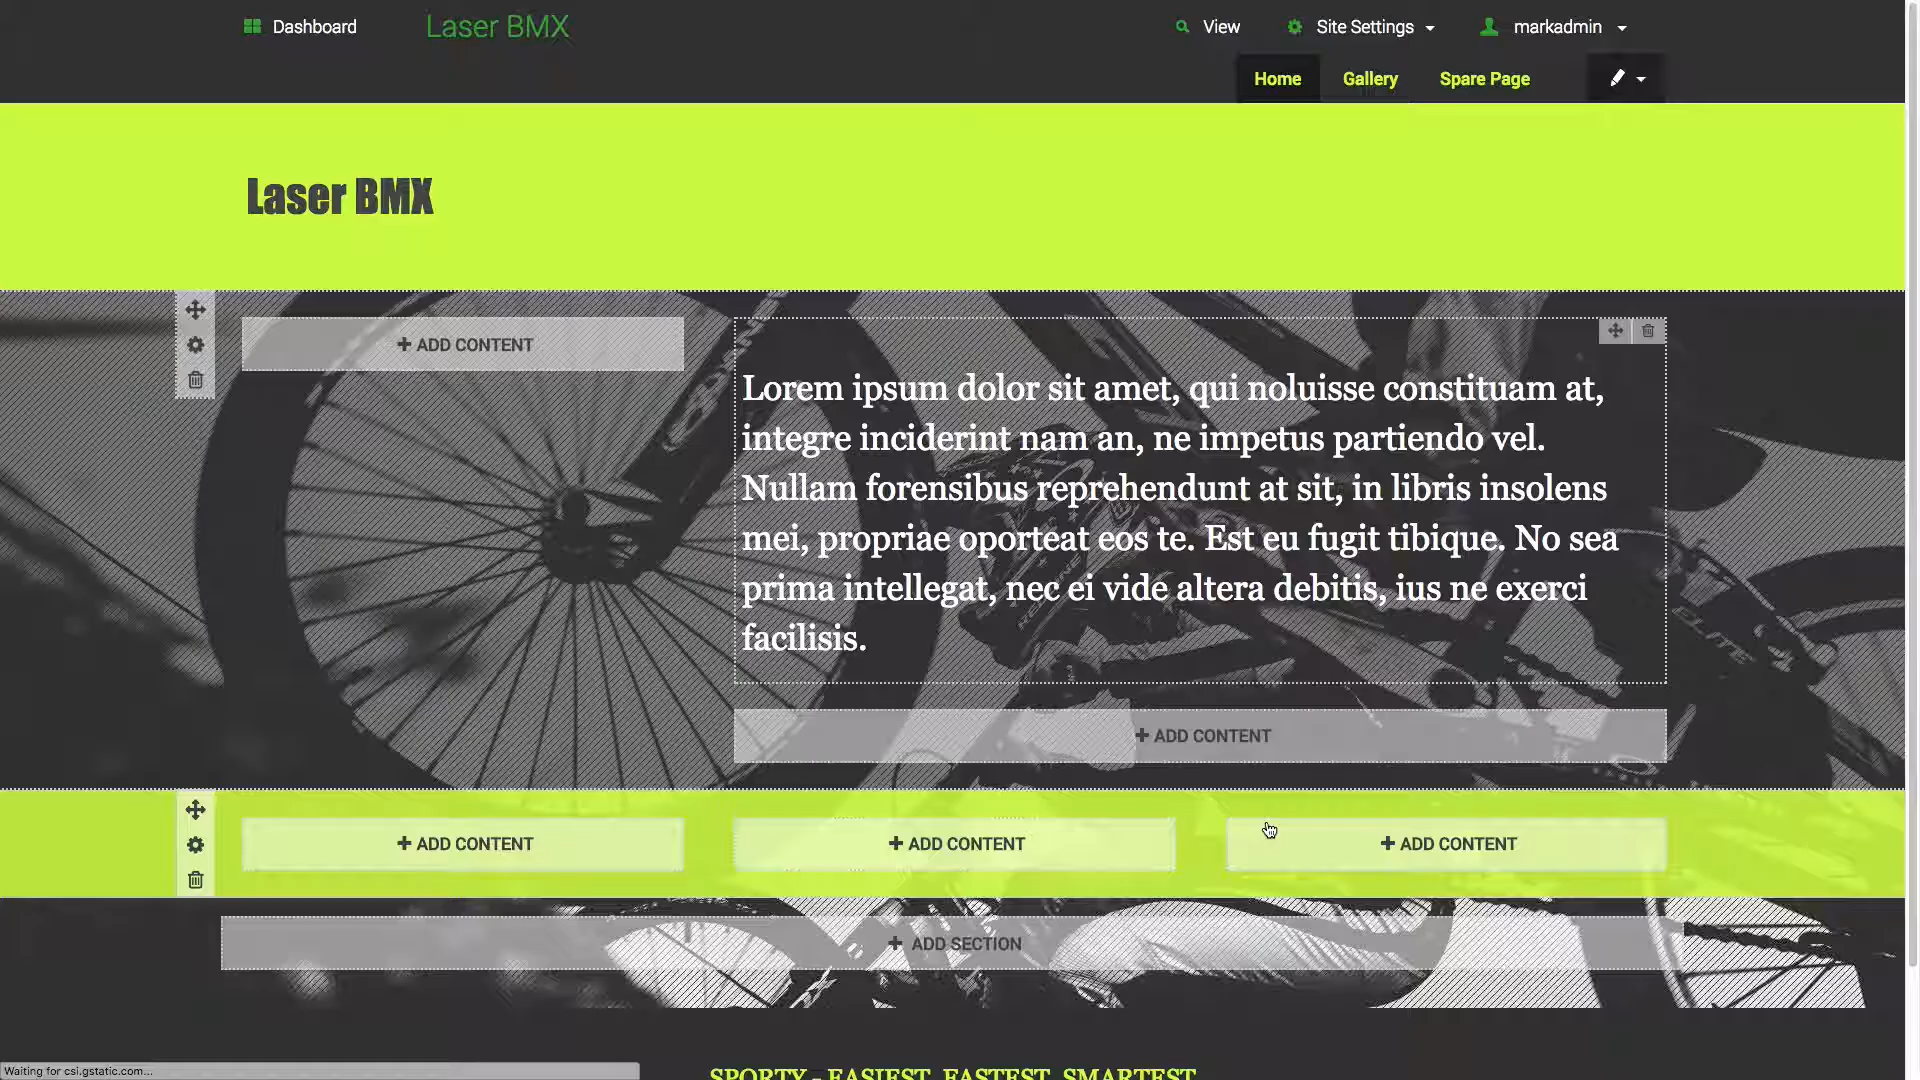 Dashboard
Laser BMX
View
Site Settings
markadmin
Home
Gallery
Spare Page
Laser BMX
ADD CONTENT
Lorem ipsum dolor sit amet, qui noluisse constituam at,
integre inciderint nam an, ne impetus partiendo vel.
Nullam forensibus reprehendunt at sit, in libris insolens
mei, propriae oporteat eos te. Est eu fugit tibique. No sea
prima intellegat, nec ei vide altera debitis, ius ne exerci
facilisis.
ELITE
ADD CONTENT
ADD CONTENT
ADD CONTENT
ADD CONTENT
ADD SECTION
Waiting for csi.gstatic.com...
SPORTY - EASIEST, FASTEST, SMARTEST